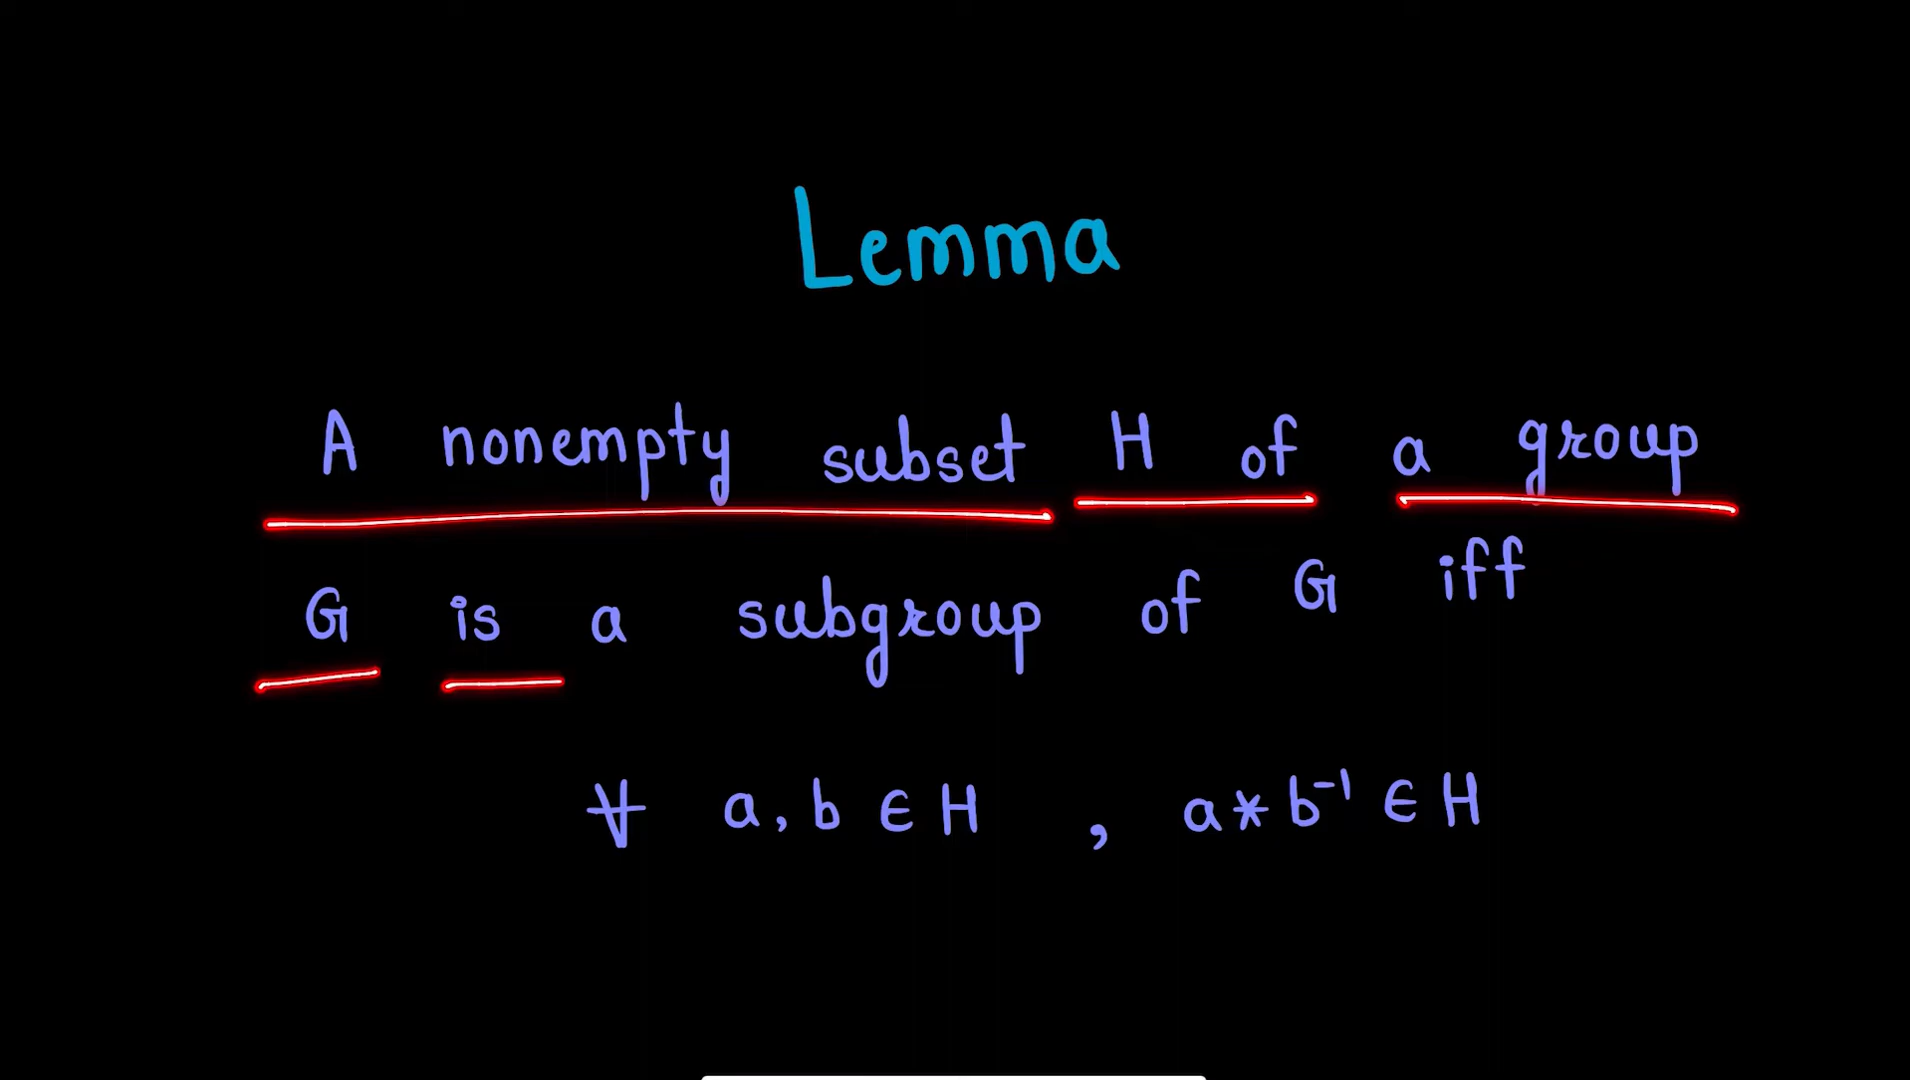 Lemma
A nonempty subset H of a group
G is a subgroup of G iff
∀ a, b ∈ H , a * b⁻¹ ∈ H